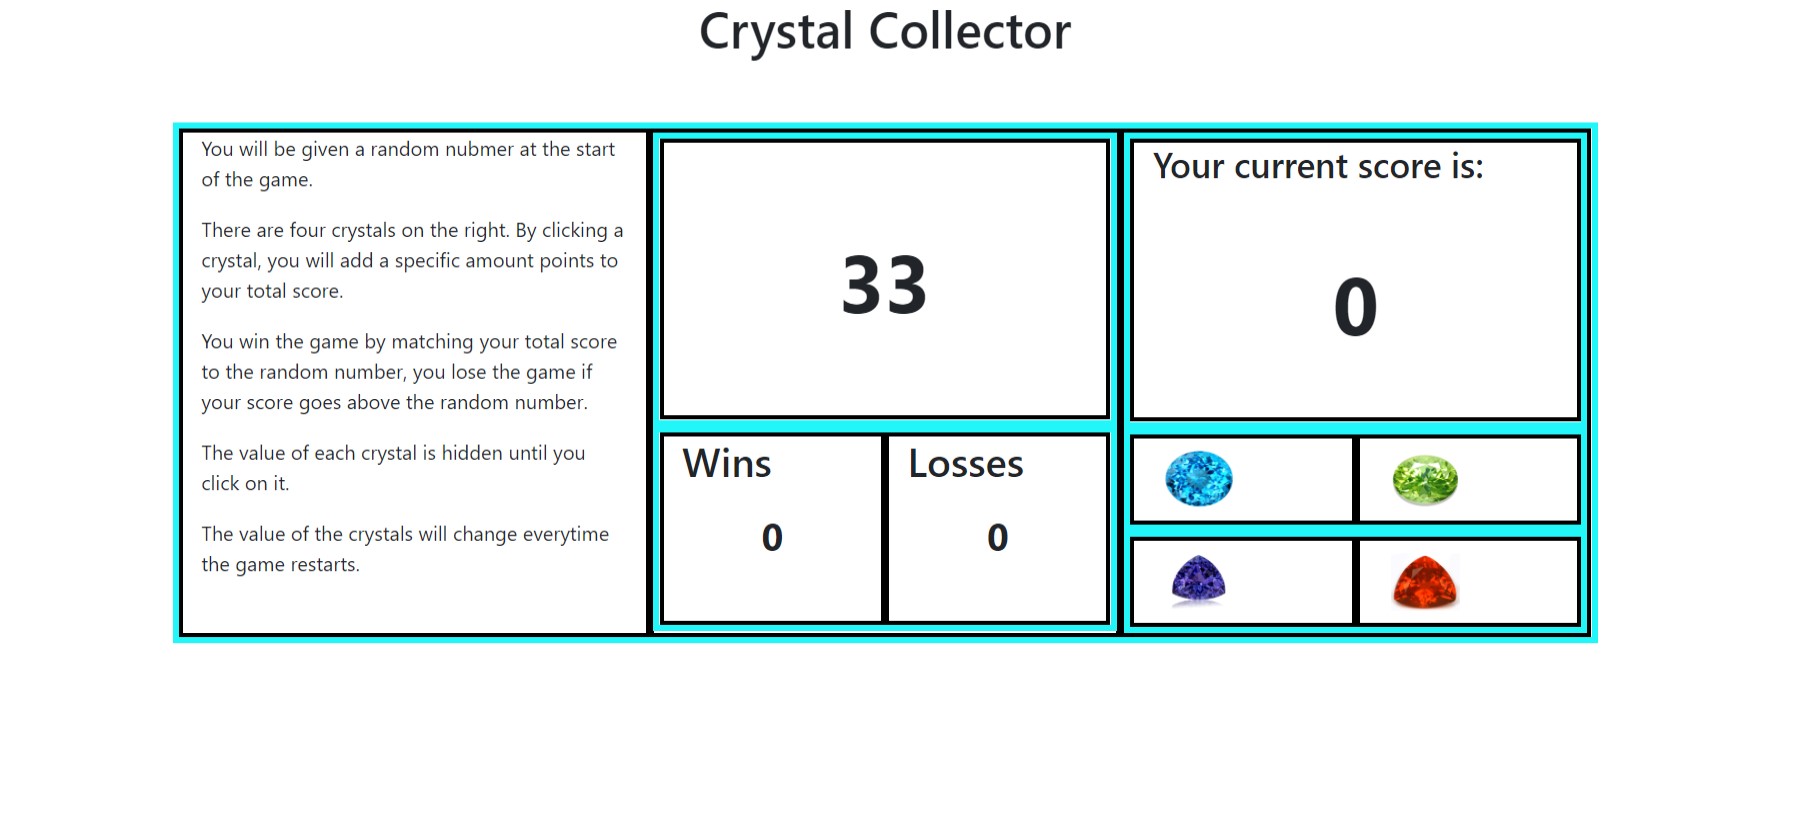 Crystal Collector
You will be given a random nubmer at the start
of the game.
There are four crystals on the right. By clicking a
crystal, you will add a specific amount points to
your total score.
You win the game by matching your total score
to the random number, you lose the game if
your score goes above the random number.
The value of each crystal is hidden until you
click on it.
The value of the crystals will change everytime
the game restarts.
33
Wins
0
Losses
0
Your current score is:
0